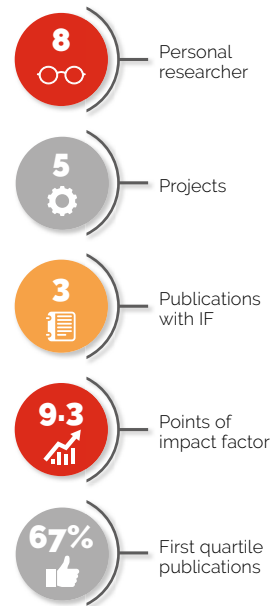 8
Personal
researcher
5
Projects
3
Publications
with IF
9.3
Points of
impact factor
67%
First quartile
publications